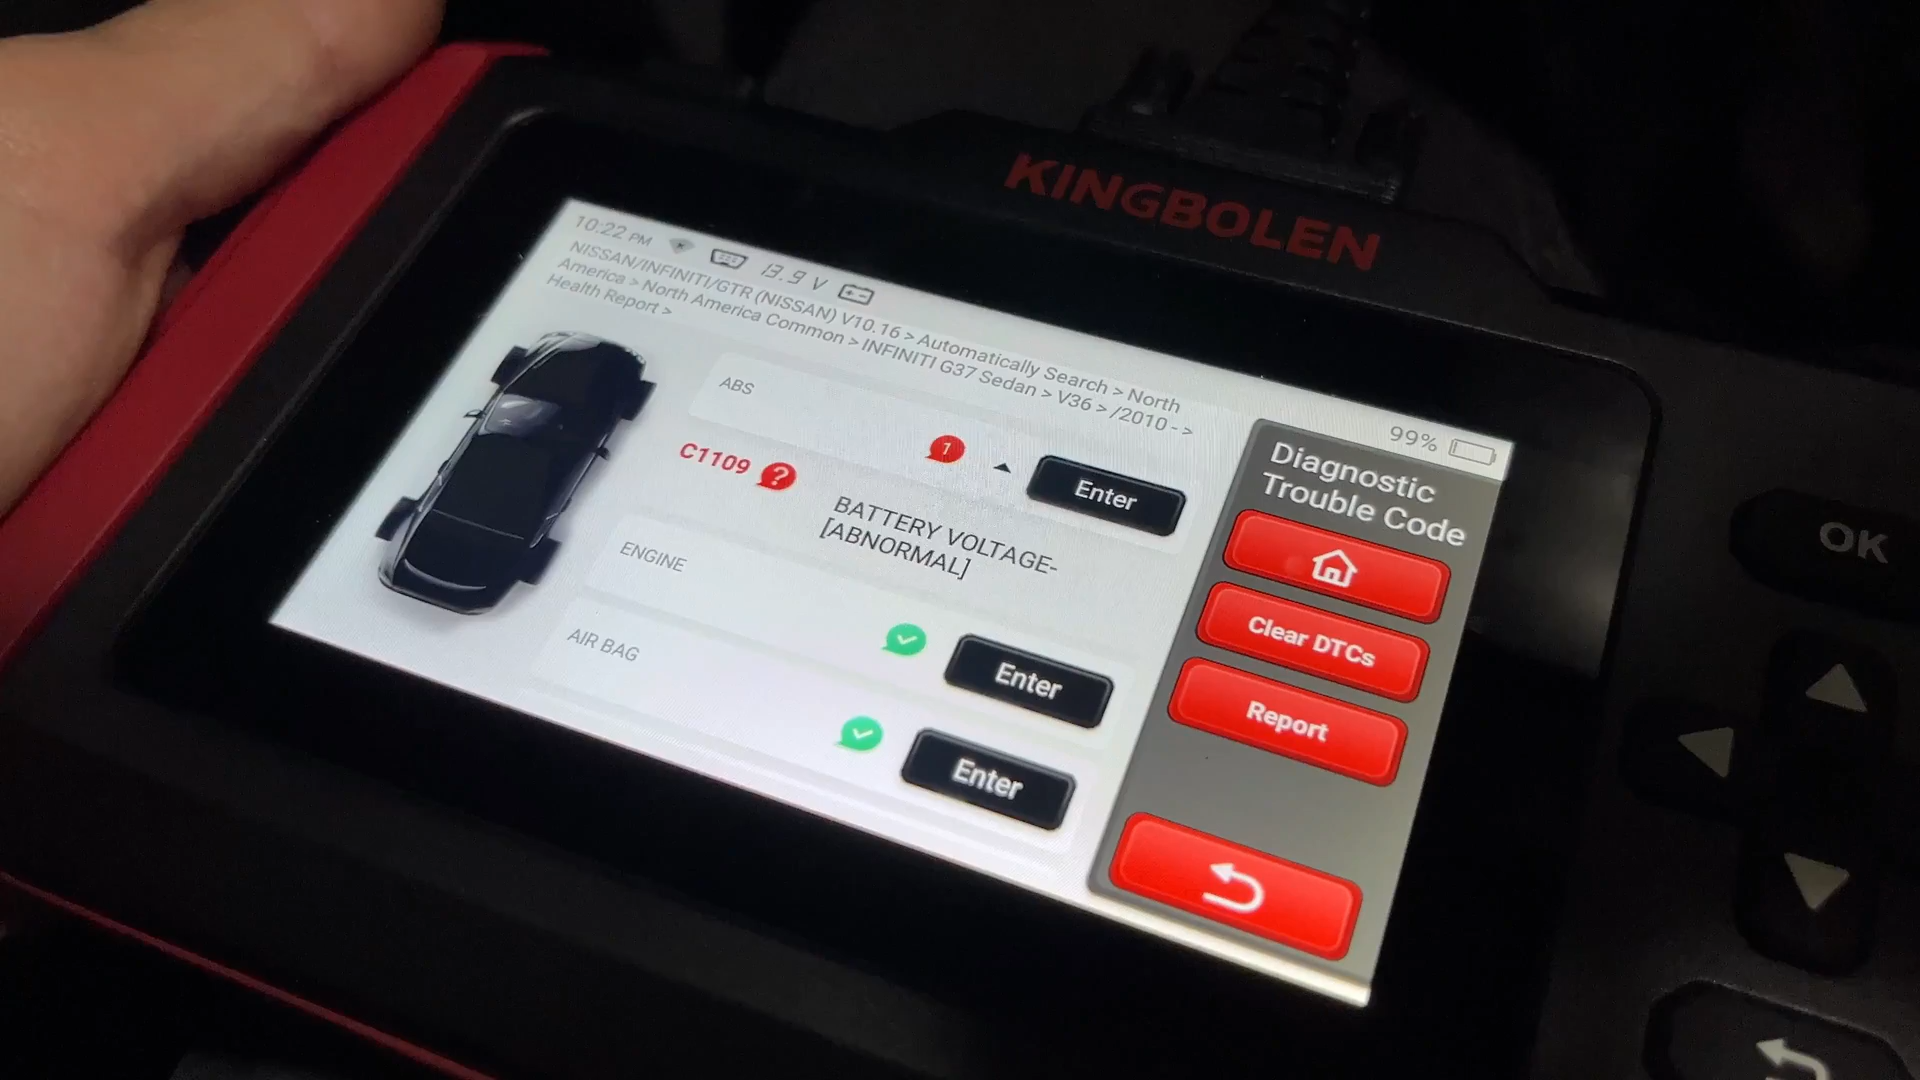 KINGBOLEN
10:22 PM
13.9 V
99%
NISSAN/INFINITI/GTR (NISSAN) V10.16 > Automatically Search > North
America > North America Common > INFINITI G37 Sedan > V36 > /2010 - >
Health Report >
Diagnostic
Trouble Code
ABS
1
Enter
C1109
?
BATTERY VOLTAGE-
[ABNORMAL]
ENGINE
Enter
AIR BAG
Enter
Clear DTCs
Report
OK